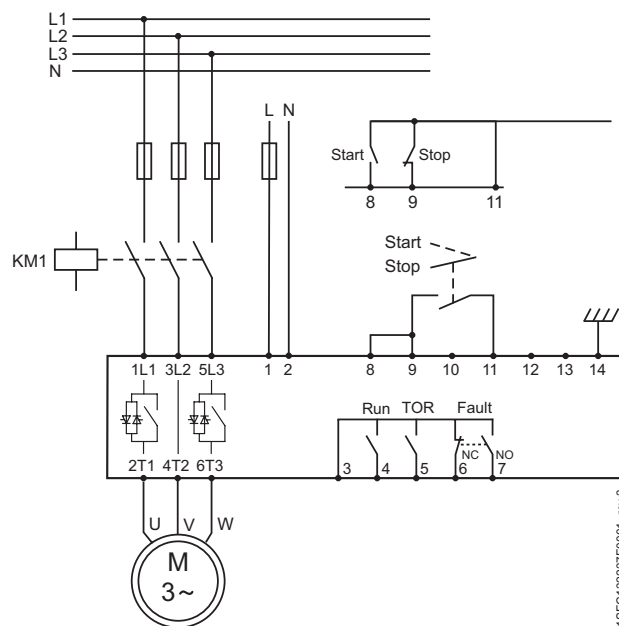 L1
L2
L3
N
L N
Start Stop
8 9 11
KM1
Start
Stop
1L1 3L2 5L3 1 2 8 9 10 11 12 13 14
Run TOR Fault
NC NO
2T1 4T2 6T3 3 4 5 6 7
U V W
M
3~